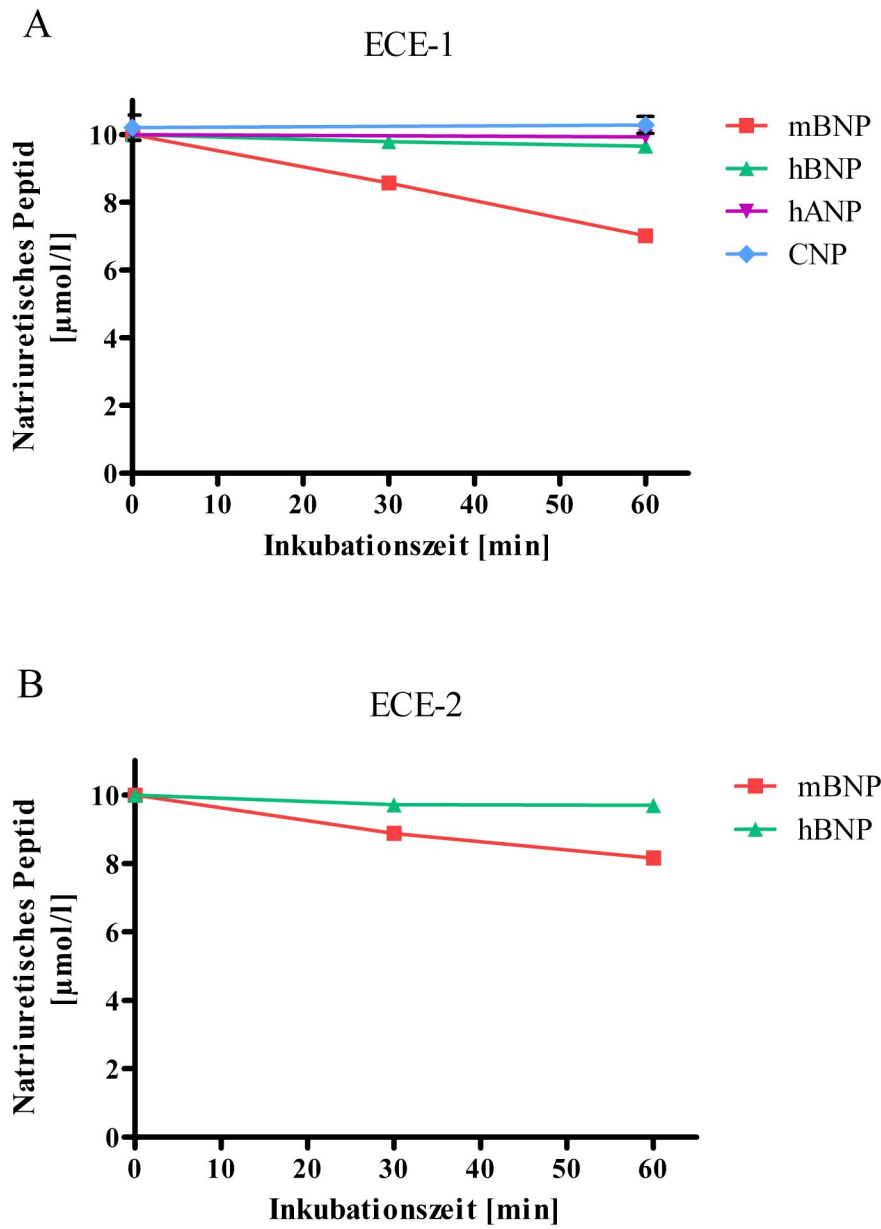 A
ECE-1
Natriuretisches Peptid
[µmol/l]
10
8
6
4
2
0
0 10 20 30 40 50 60
Inkubationszeit [min]
mBNP
hBNP
hANP
CNP
B
ECE-2
Natriuretisches Peptid
[µmol/l]
10
8
6
4
2
0
0 10 20 30 40 50 60
Inkubationszeit [min]
mBNP
hBNP